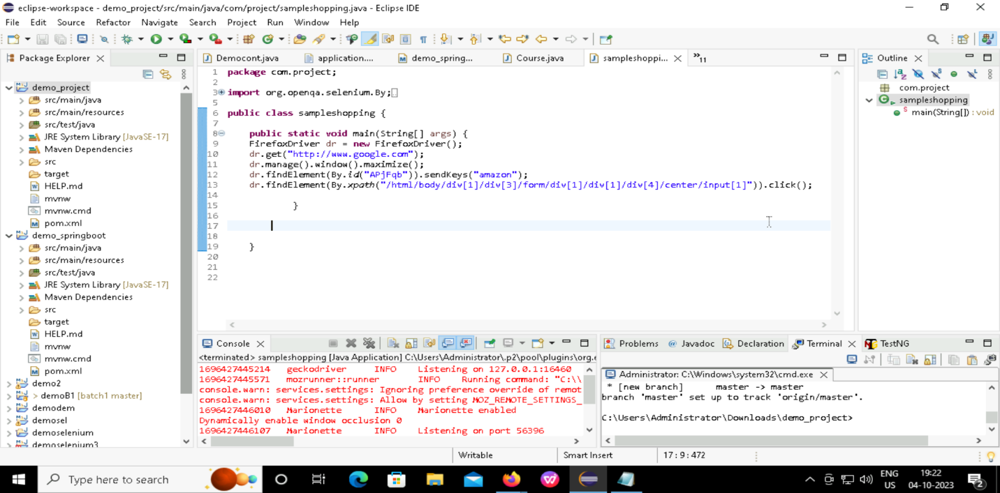 eclipse-workspace - demo_project/src/main/java/com/project/sampleshopping.java - Eclipse IDE
File Edit Source Refactor Navigate Search Project Run Window Help
Package Explorer
demo_project
src/main/java
src/main/resources
src/test/java
JRE System Library [JavaSE-17]
Maven Dependencies
src
target
HELP.md
mvnw
mvnw.cmd
pom.xml
demo_springboot
src/main/java
src/main/resources
src/test/java
JRE System Library [JavaSE-17]
Maven Dependencies
src
target
HELP.md
mvnw
mvnw.cmd
pom.xml
demo2
> demoB1 [batch1 master]
demodem
demosel
demoselenium
demoselenium3
Democont.java application.... demo_spring... Course.java sampleshoppi... »11
1 package com.project;
2
3 import org.openqa.selenium.By;
5
6 public class sampleshopping {
7
8 public static void main(String[] args) {
9 FirefoxDriver dr = new FirefoxDriver();
10 dr.get("http://www.google.com");
11 dr.manage().window().maximize();
12 dr.findElement(By.id("APjFqb")).sendKeys("amazon");
13 dr.findElement(By.xpath("/html/body/div[1]/div[3]/form/div[1]/div[1]/div[4]/center/input[1]")).click();
14
15 }
16
17
18
19 }
20
21
22
Outline
com.project
sampleshopping
main(String[]) : void
Console
<terminated> sampleshopping [Java Application] C:\Users\Administrator\.p2\pool\plugins\org.e
1696427445214 geckodriver INFO Listening on 127.0.0.1:16460
1696427445571 mozrunner::runner INFO Running command: "C:\\
console.warn: services.settings: Ignoring preference override of remot
console.warn: services.settings: Allow by setting MOZ_REMOTE_SETTINGS_
1696427446010 Marionette INFO Marionette enabled
Dynamically enable window occlusion 0
1696427446107 Marionette INFO Listening on port 56396
Problems @ Javadoc Declaration Terminal TestNG
Administrator: C:\Windows\system32\cmd.exe
* [new branch] master -> master
branch 'master' set up to track 'origin/master'.
C:\Users\Administrator\Downloads\demo_project>
Writable Smart Insert 17 : 9 : 472
Type here to search
ENG
US
19:22
04-10-2023
2